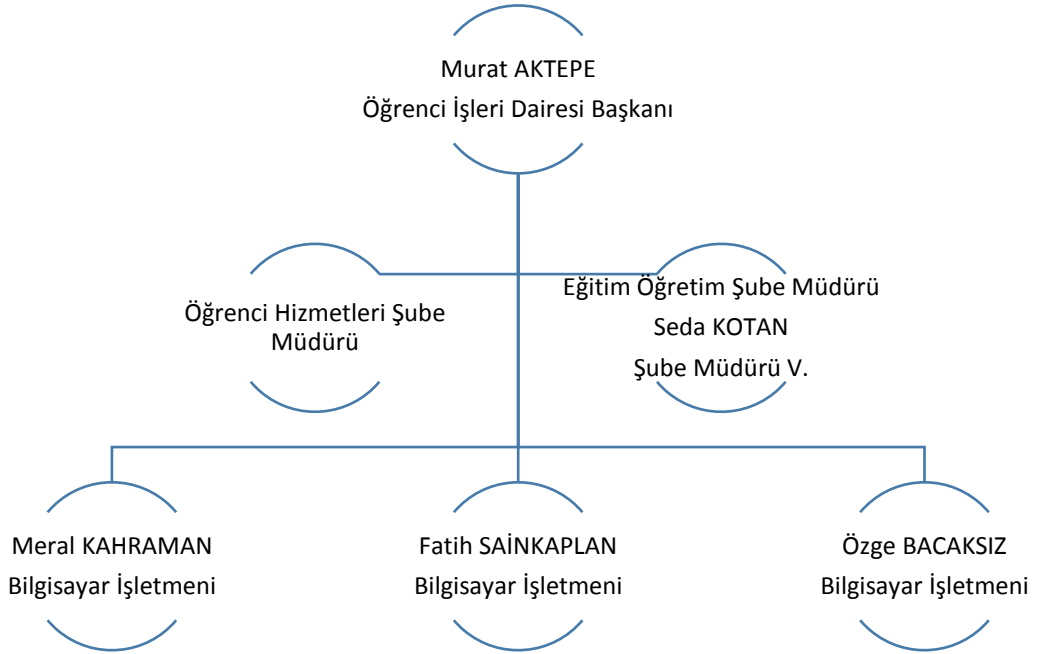 Murat AKTEPE
Öğrenci İşleri Dairesi Başkanı
Öğrenci Hizmetleri Şube
Müdürü
Eğitim Öğretim Şube Müdürü
Seda KOTAN
Şube Müdürü V.
Meral KAHRAMAN
Bilgisayar İşletmeni
Fatih SAİNKAPLAN
Bilgisayar İşletmeni
Özge BACAKSIZ
Bilgisayar İşletmeni